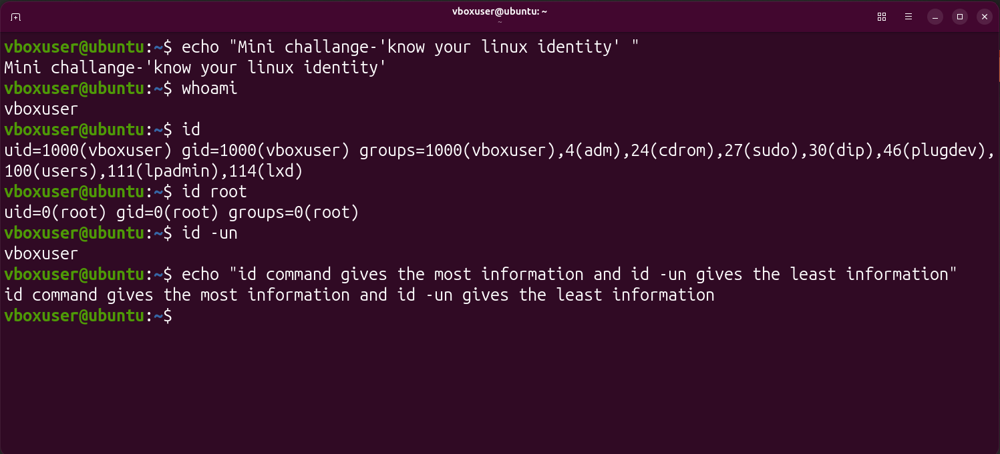 vboxuser@ubuntu: ~
~
vboxuser@ubuntu:~$ echo "Mini challange-'know your linux identity' "
Mini challange-'know your linux identity'
vboxuser@ubuntu:~$ whoami
vboxuser
vboxuser@ubuntu:~$ id
uid=1000(vboxuser) gid=1000(vboxuser) groups=1000(vboxuser),4(adm),24(cdrom),27(sudo),30(dip),46(plugdev),
100(users),111(lpadmin),114(lxd)
vboxuser@ubuntu:~$ id root
uid=0(root) gid=0(root) groups=0(root)
vboxuser@ubuntu:~$ id -un
vboxuser
vboxuser@ubuntu:~$ echo "id command gives the most information and id -un gives the least information"
id command gives the most information and id -un gives the least information
vboxuser@ubuntu:~$